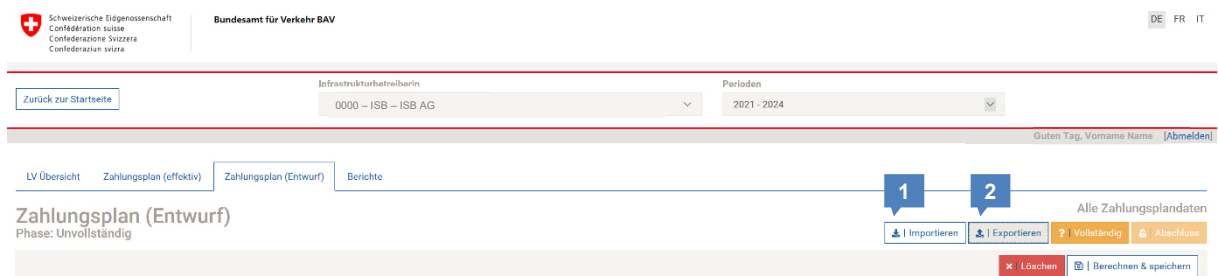 Schweizerische Eidgenossenschaft
Confédération suisse
Confederazione Svizzera
Confederaziun svizra
Bundesamt für Verkehr BAV
DE FR IT
Zurück zur Startseite
Infrastrukturbetreiberin
0000 – ISB – ISB AG
Perioden
2021 - 2024
Guten Tag, Vorname Name [Abmelden]
LV Übersicht Zahlungsplan (effektiv) Zahlungsplan (Entwurf) Berichte
1 2
Zahlungsplan (Entwurf)
Phase: Unvollständig
Alle Zahlungsplandaten
| Importieren | Exportieren ? | Vollständig | Abschluss
× | Löschen | Berechnen & speichern